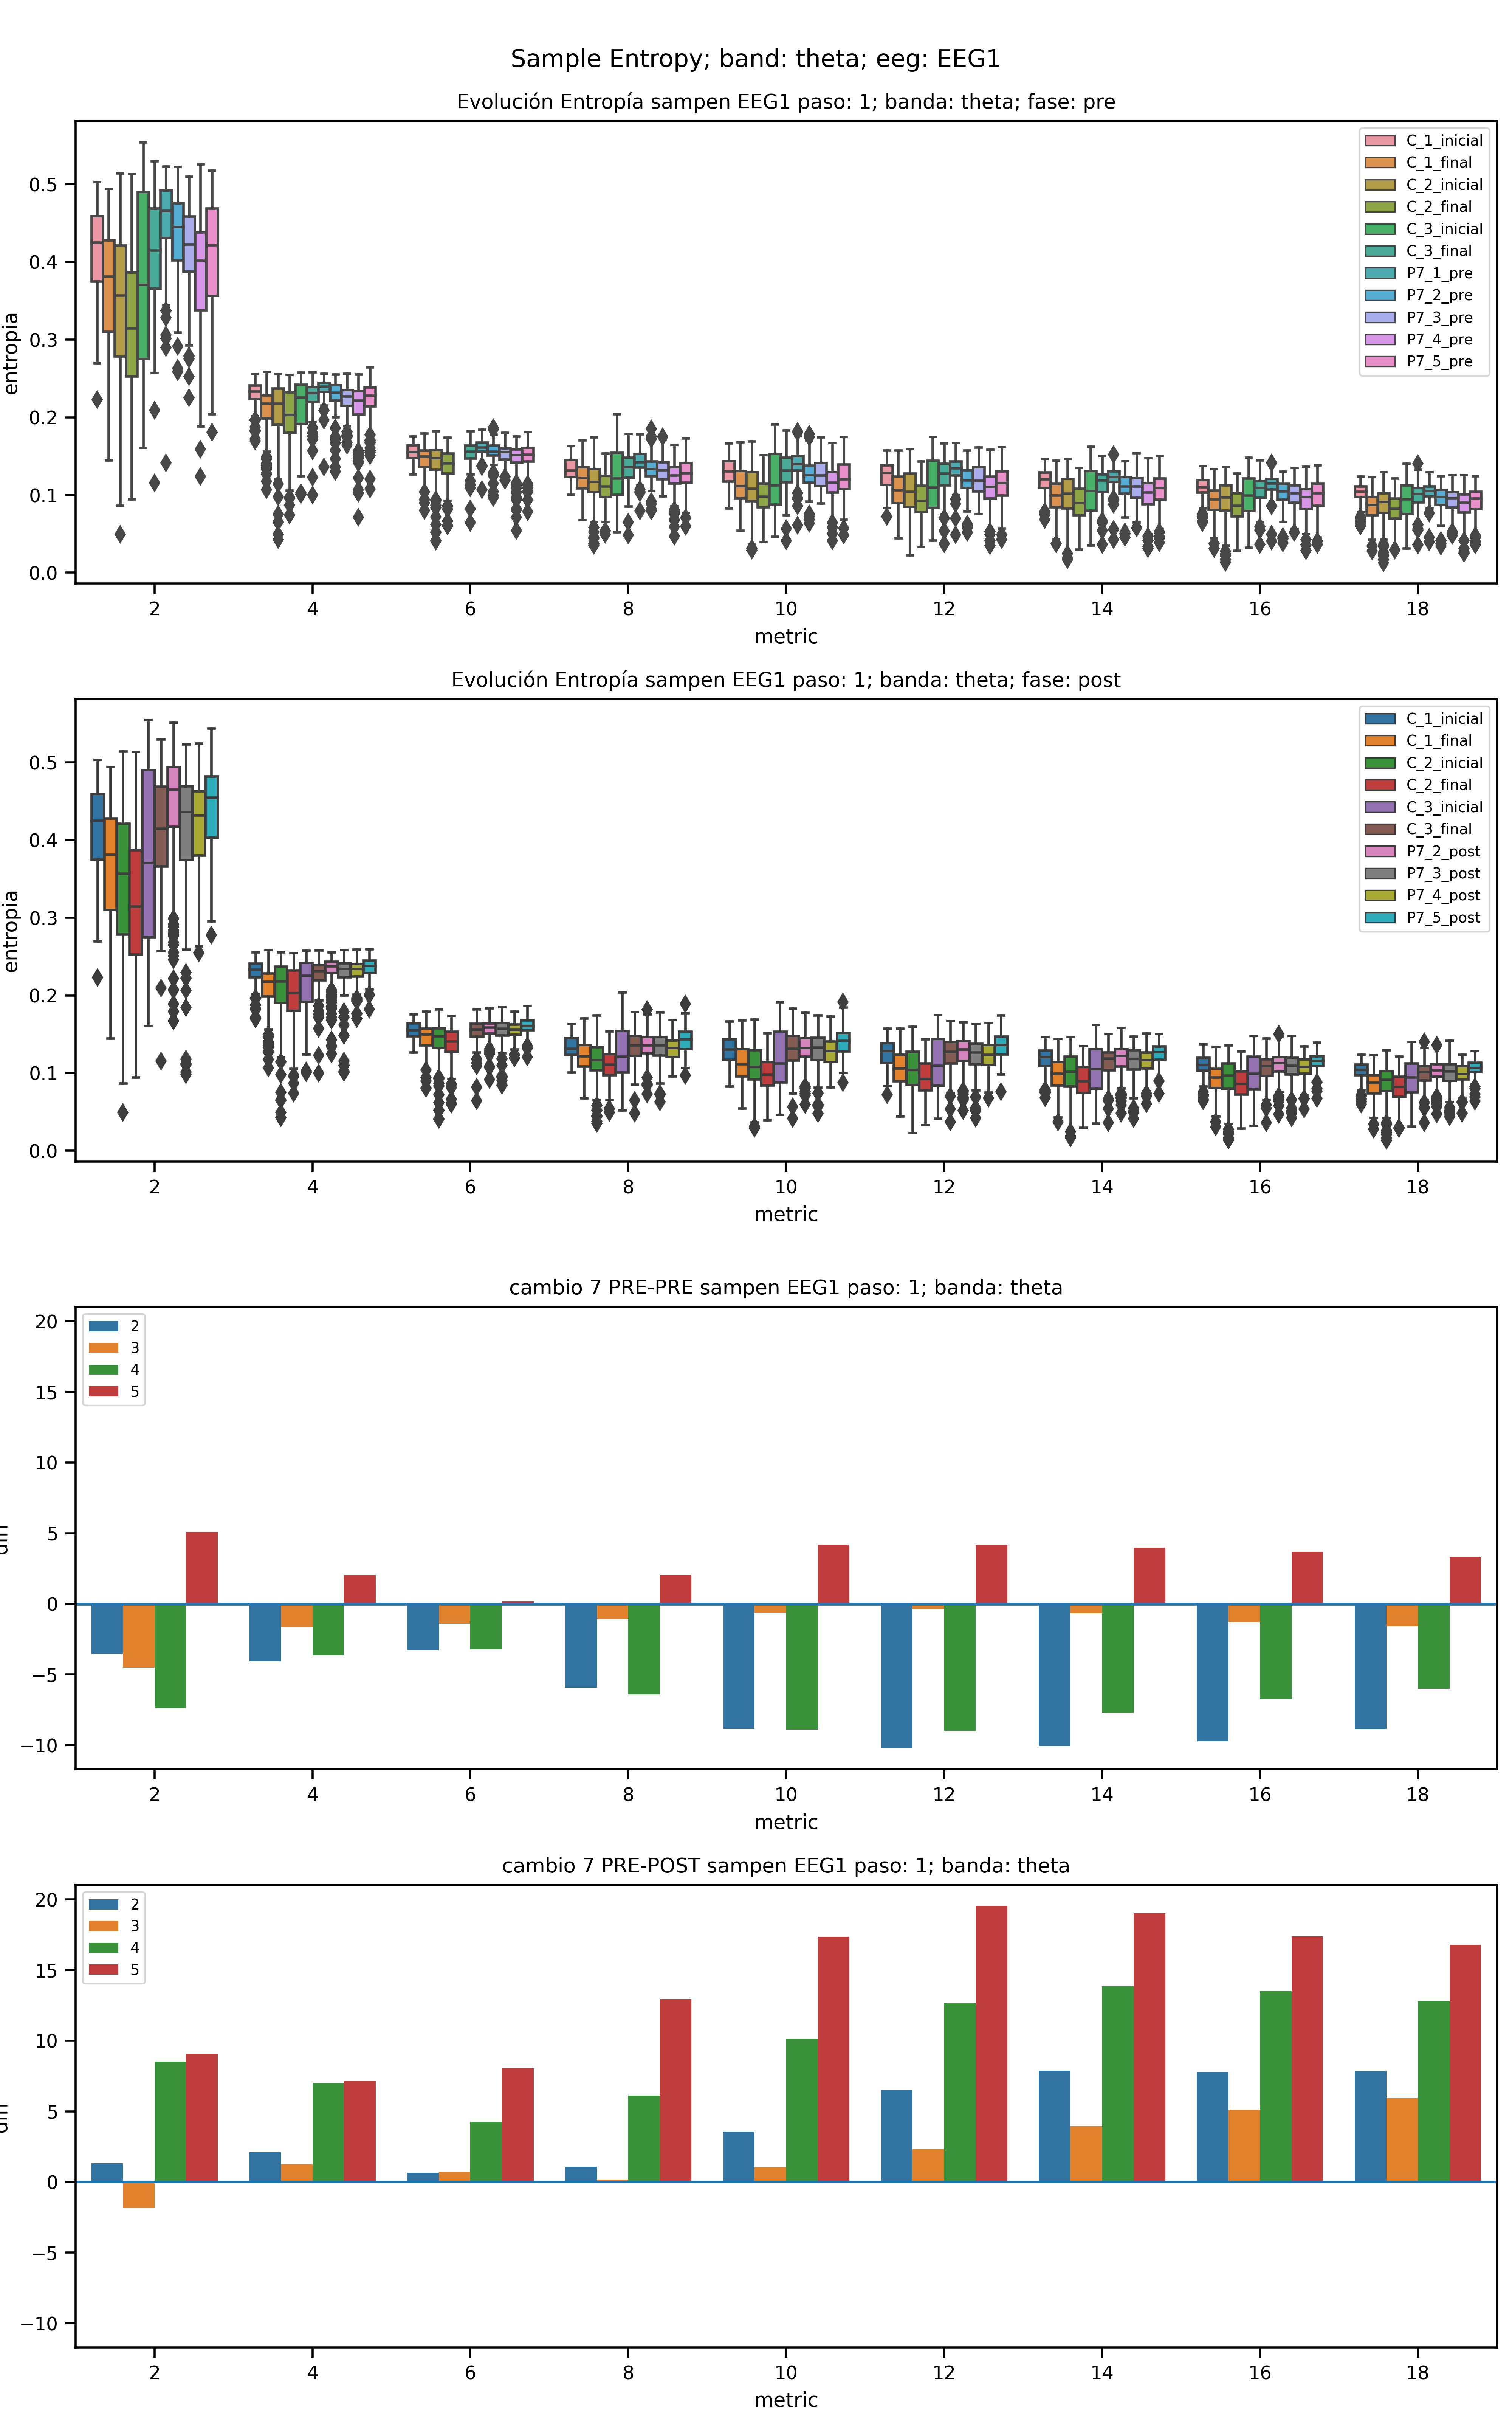 Sample Entropy; band: theta; eeg: EEG1
Evolución Entropía sampen EEG1 paso: 1; banda: theta; fase: pre
entropia
0.5
0.4
0.3
0.2
0.1
0.0
C_1_inicial
C_1_final
C_2_inicial
C_2_final
C_3_inicial
C_3_final
P7_1_pre
P7_2_pre
P7_3_pre
P7_4_pre
P7_5_pre
2 4 6 8 10 12 14 16 18
metric
Evolución Entropía sampen EEG1 paso: 1; banda: theta; fase: post
entropia
0.5
0.4
0.3
0.2
0.1
0.0
C_1_inicial
C_1_final
C_2_inicial
C_2_final
C_3_inicial
C_3_final
P7_2_post
P7_3_post
P7_4_post
P7_5_post
2 4 6 8 10 12 14 16 18
metric
cambio 7 PRE-PRE sampen EEG1 paso: 1; banda: theta
20
15
10
5
0
−5
−10
2
3
4
5
2 4 6 8 10 12 14 16 18
metric
cambio 7 PRE-POST sampen EEG1 paso: 1; banda: theta
20
15
10
5
0
−5
−10
2
3
4
5
2 4 6 8 10 12 14 16 18
metric